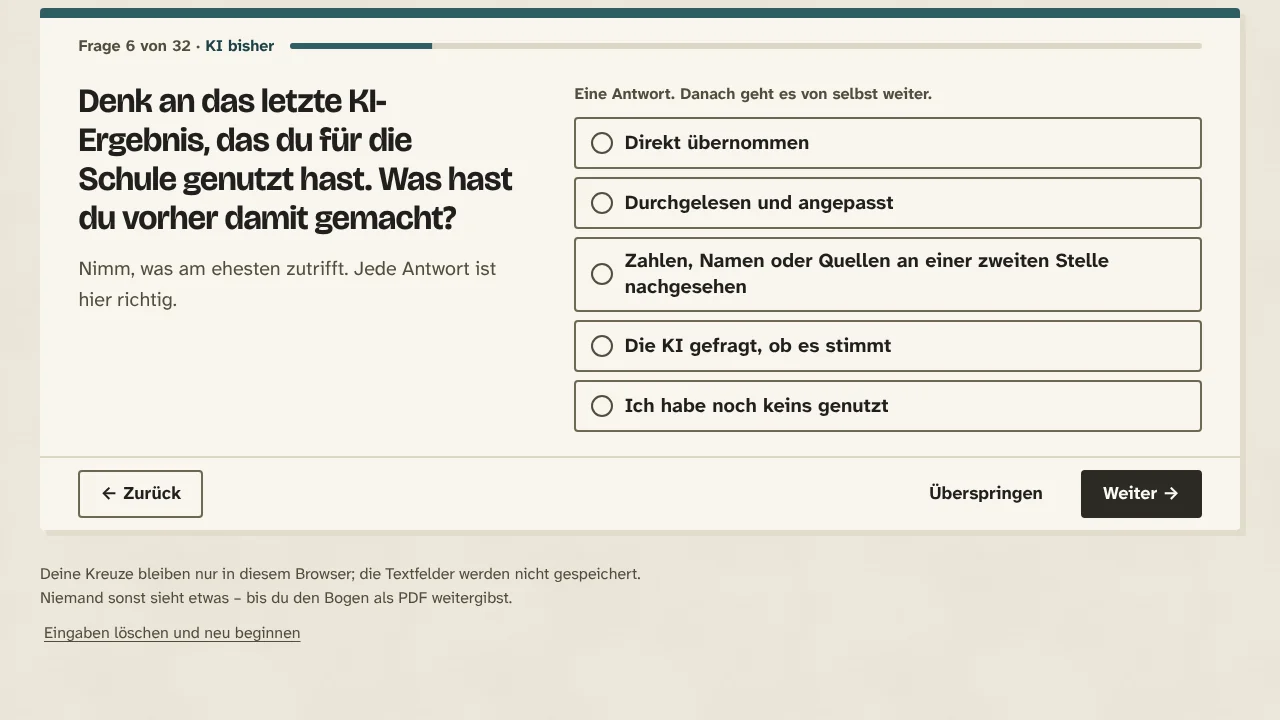 Frage 6 von 32 · KI bisher
Denk an das letzte KI-
Ergebnis, das du für die
Schule genutzt hast. Was hast
du vorher damit gemacht?
Nimm, was am ehesten zutrifft. Jede Antwort ist
hier richtig.
Eine Antwort. Danach geht es von selbst weiter.
Direkt übernommen
Durchgelesen und angepasst
Zahlen, Namen oder Quellen an einer zweiten Stelle
nachgesehen
Die KI gefragt, ob es stimmt
Ich habe noch keins genutzt
← Zurück
Überspringen
Weiter →
Deine Kreuze bleiben nur in diesem Browser; die Textfelder werden nicht gespeichert.
Niemand sonst sieht etwas – bis du den Bogen als PDF weitergibst.
Eingaben löschen und neu beginnen